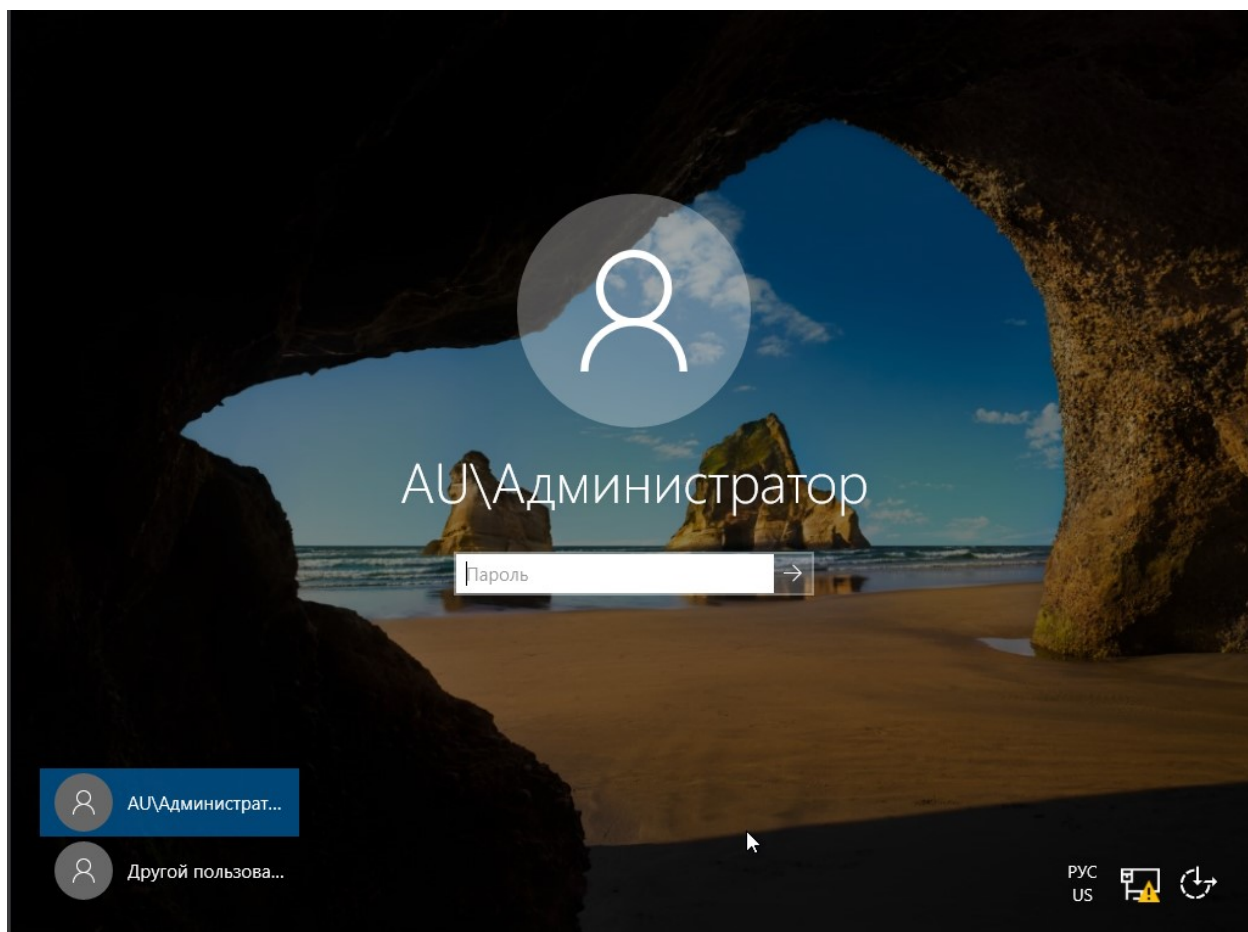 AU\Администратор
Пароль
AU\Администрат...
Другой пользова...
РУС
US